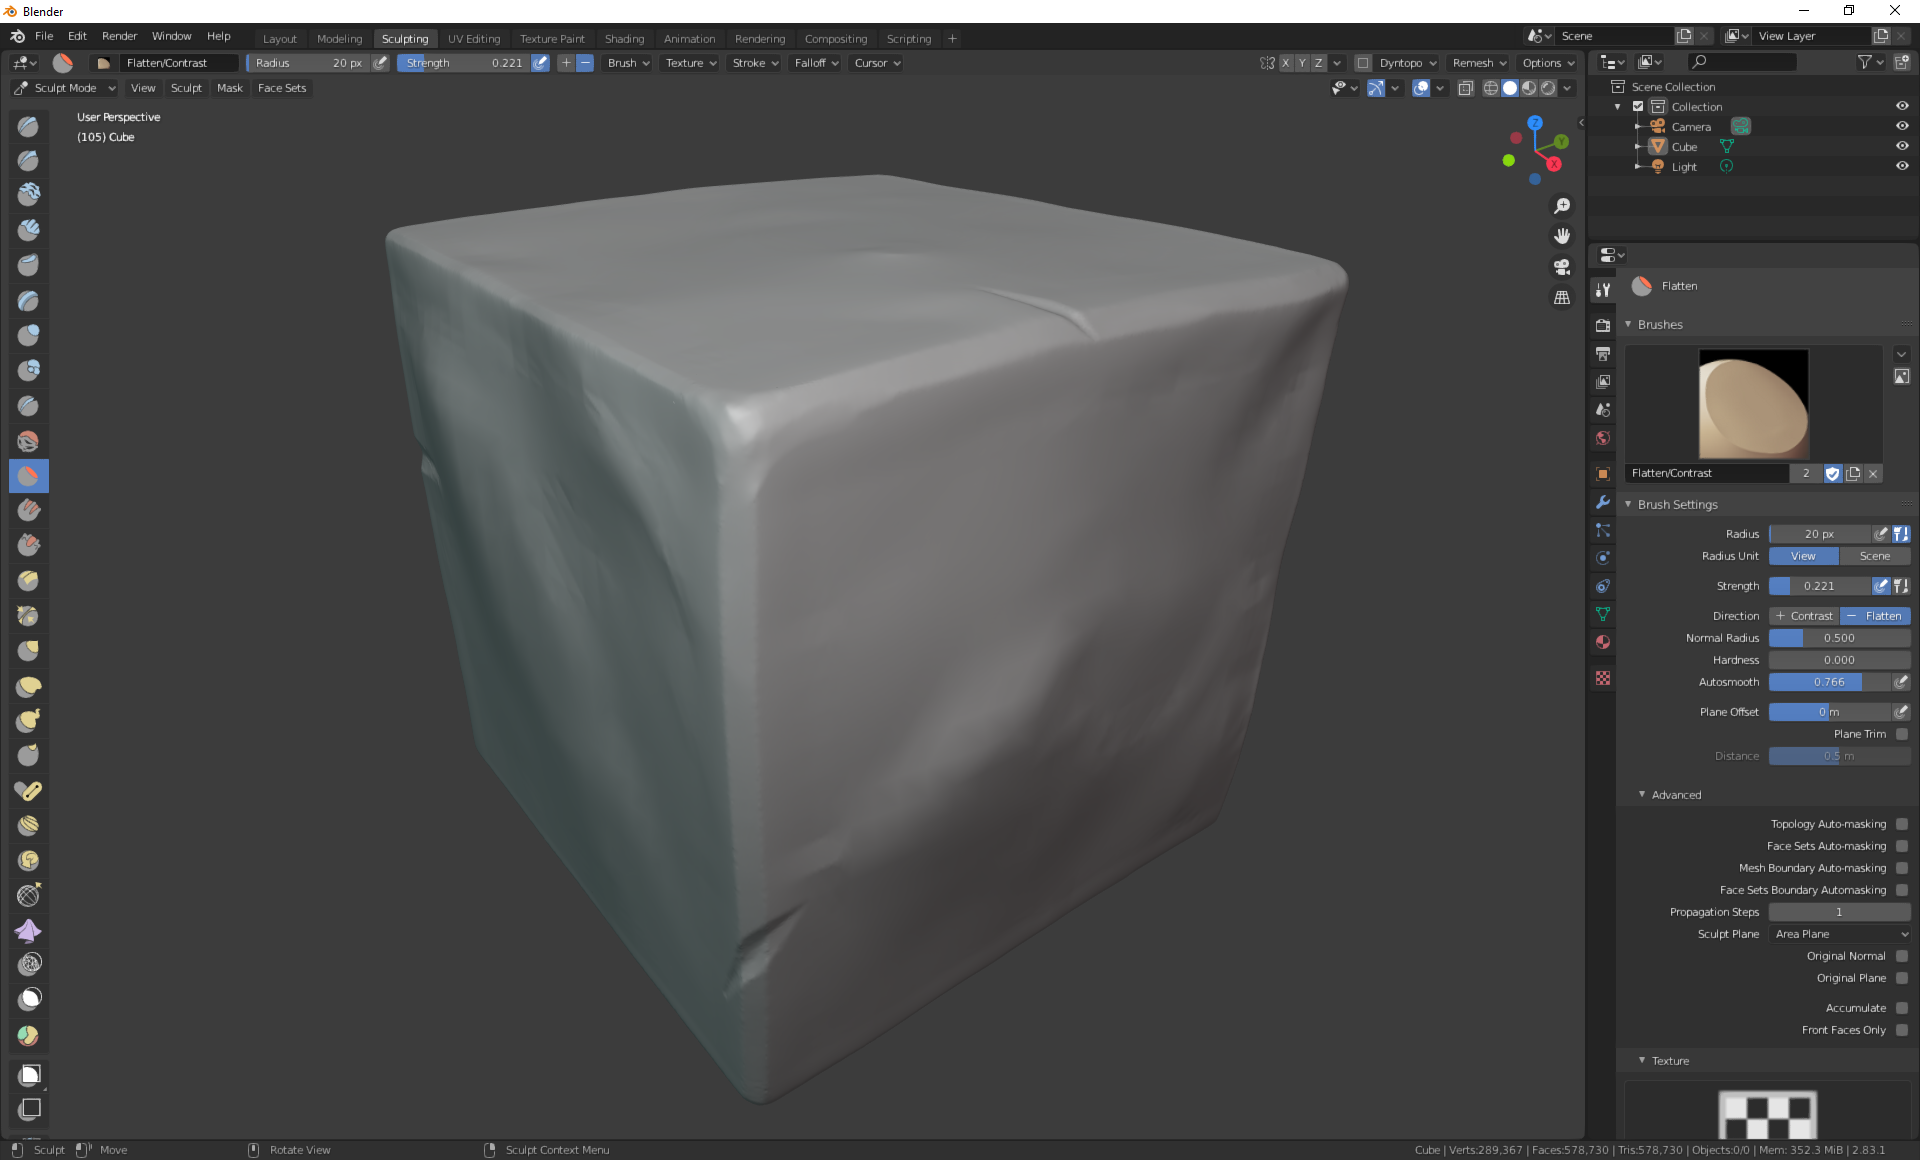 Blender
File Edit Render Window Help Layout Modeling Sculpting UV Editing Texture Paint Shading Animation Rendering Compositing Scripting + Scene View Layer
Flatten/Contrast Radius 20 px Strength 0.221 + − Brush Texture Stroke Falloff Cursor X Y Z Dyntopo Remesh Options
Sculpt Mode View Sculpt Mask Face Sets
User Perspective
(105) Cube
Z
Y
X
Scene Collection
Collection
Camera
Cube
Light
Flatten
Brushes
Flatten/Contrast 2
Brush Settings
Radius 20 px
Radius Unit View Scene
Strength 0.221
Direction + Contrast − Flatten
Normal Radius 0.500
Hardness 0.000
Autosmooth 0.766
Plane Offset 0 m
Plane Trim
Distance 0.5 m
Advanced
Topology Auto-masking
Face Sets Auto-masking
Mesh Boundary Auto-masking
Face Sets Boundary Automasking
Propagation Steps 1
Sculpt Plane Area Plane
Original Normal
Original Plane
Accumulate
Front Faces Only
Texture
Sculpt Move Rotate View Sculpt Context Menu Cube | Verts:289,367 | Faces:578,730 | Tris:578,730 | Objects:0/0 | Mem: 352.3 MiB | 2.83.1